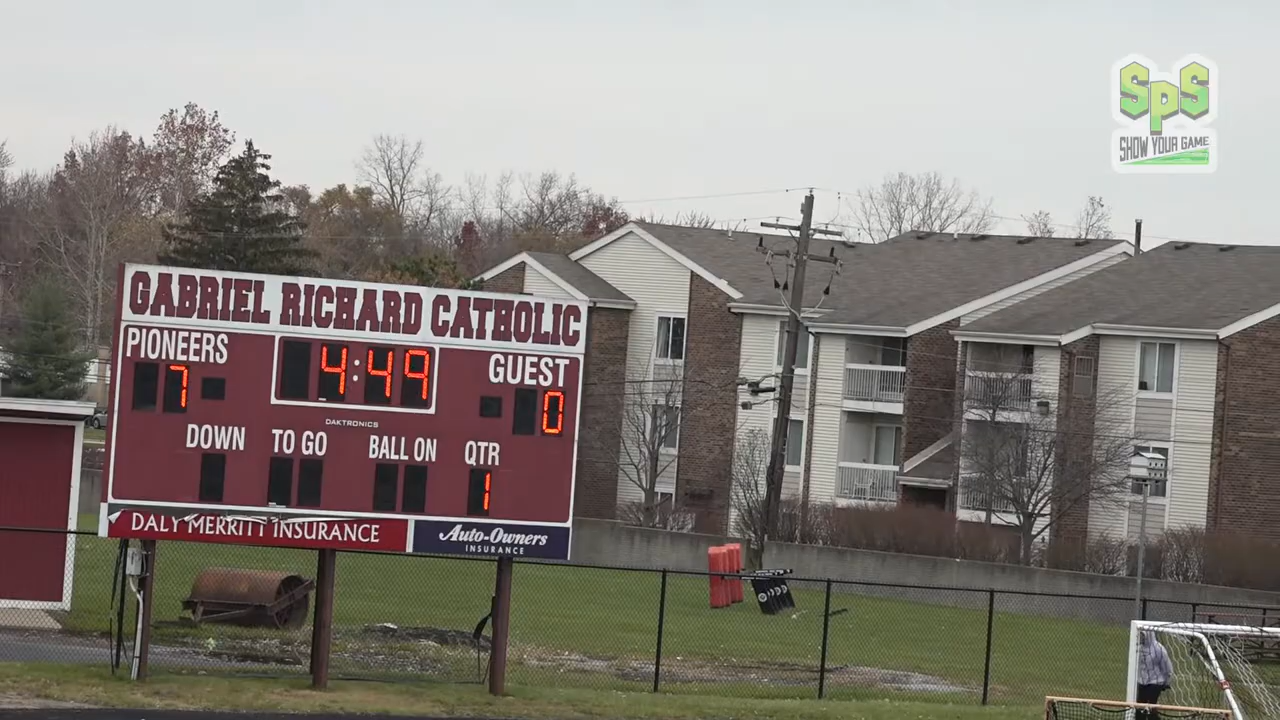 SPS
SHOW YOUR GAME
GABRIEL RICHARD CATHOLIC
PIONEERS
7
4:49
GUEST
0
DAKTRONICS
DOWN
TO GO
BALL ON
QTR
1
DALY MERRITT INSURANCE
Auto-Owners
INSURANCE